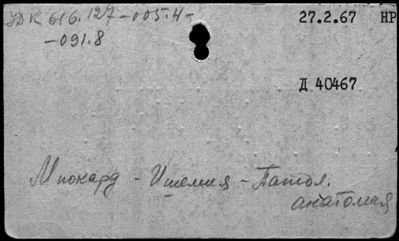 УДК 616.127-005.4-
-091.8
27.2.67 НР
Д 40467
Миокард - Ишемия - Патол.
анатомия